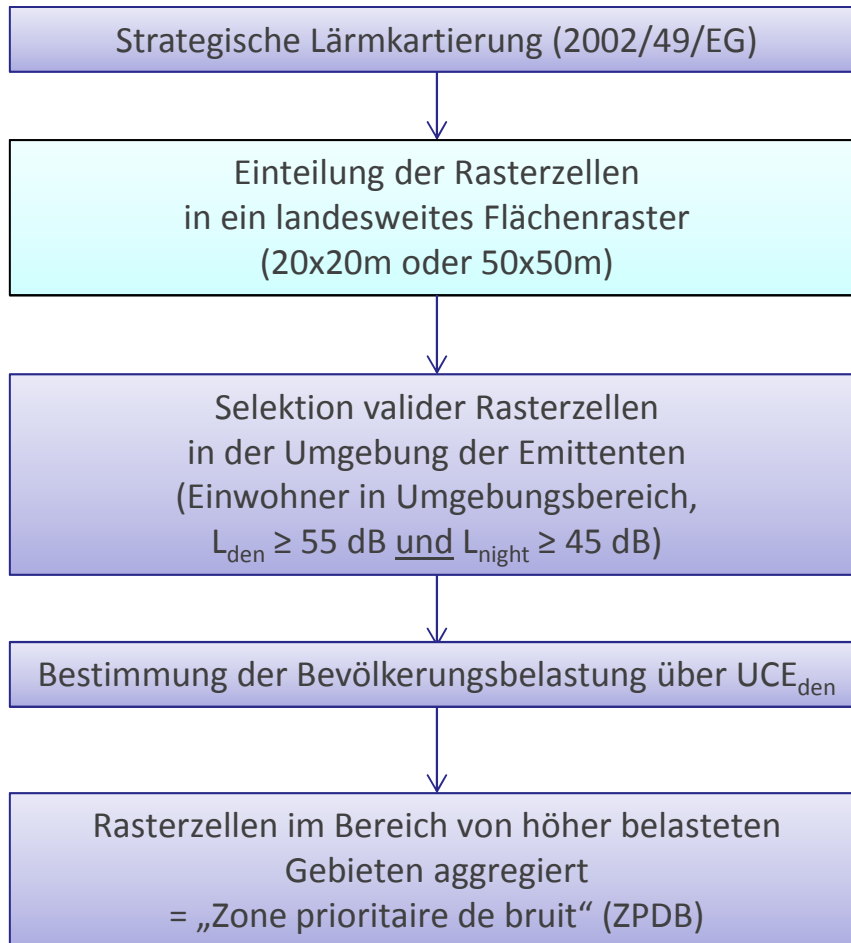 Strategische Lärmkartierung (2002/49/EG)
Einteilung der Rasterzellen
in ein landesweites Flächenraster
(20x20m oder 50x50m)
Selektion valider Rasterzellen
in der Umgebung der Emittenten
(Einwohner in Umgebungsbereich,
Lden ≥ 55 dB und Lnight ≥ 45 dB)
Bestimmung der Bevölkerungsbelastung über UCEden
Rasterzellen im Bereich von höher belasteten
Gebieten aggregiert
= „Zone prioritaire de bruit“ (ZPDB)